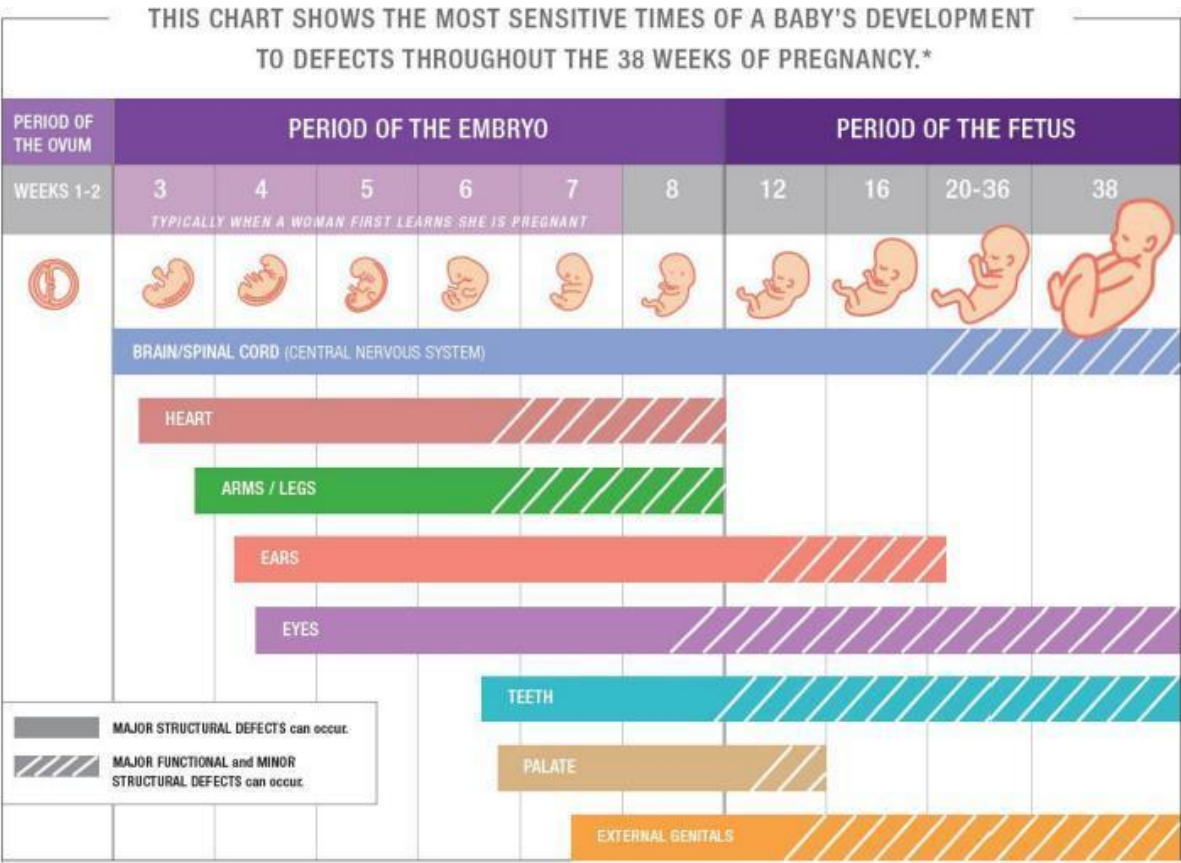 THIS CHART SHOWS THE MOST SENSITIVE TIMES OF A BABY'S DEVELOPMENT
TO DEFECTS THROUGHOUT THE 38 WEEKS OF PREGNANCY.*
PERIOD OF
THE OVUM
PERIOD OF THE EMBRYO
PERIOD OF THE FETUS
WEEKS 1-2
3 4 5 6 7 8 12 16 20-36 38
TYPICALLY WHEN A WOMAN FIRST LEARNS SHE IS PREGNANT
BRAIN/SPINAL CORD (CENTRAL NERVOUS SYSTEM)
HEART
ARMS / LEGS
EARS
EYES
TEETH
PALATE
EXTERNAL GENITALS
MAJOR STRUCTURAL DEFECTS can occur.
MAJOR FUNCTIONAL and MINOR
STRUCTURAL DEFECTS can occur.